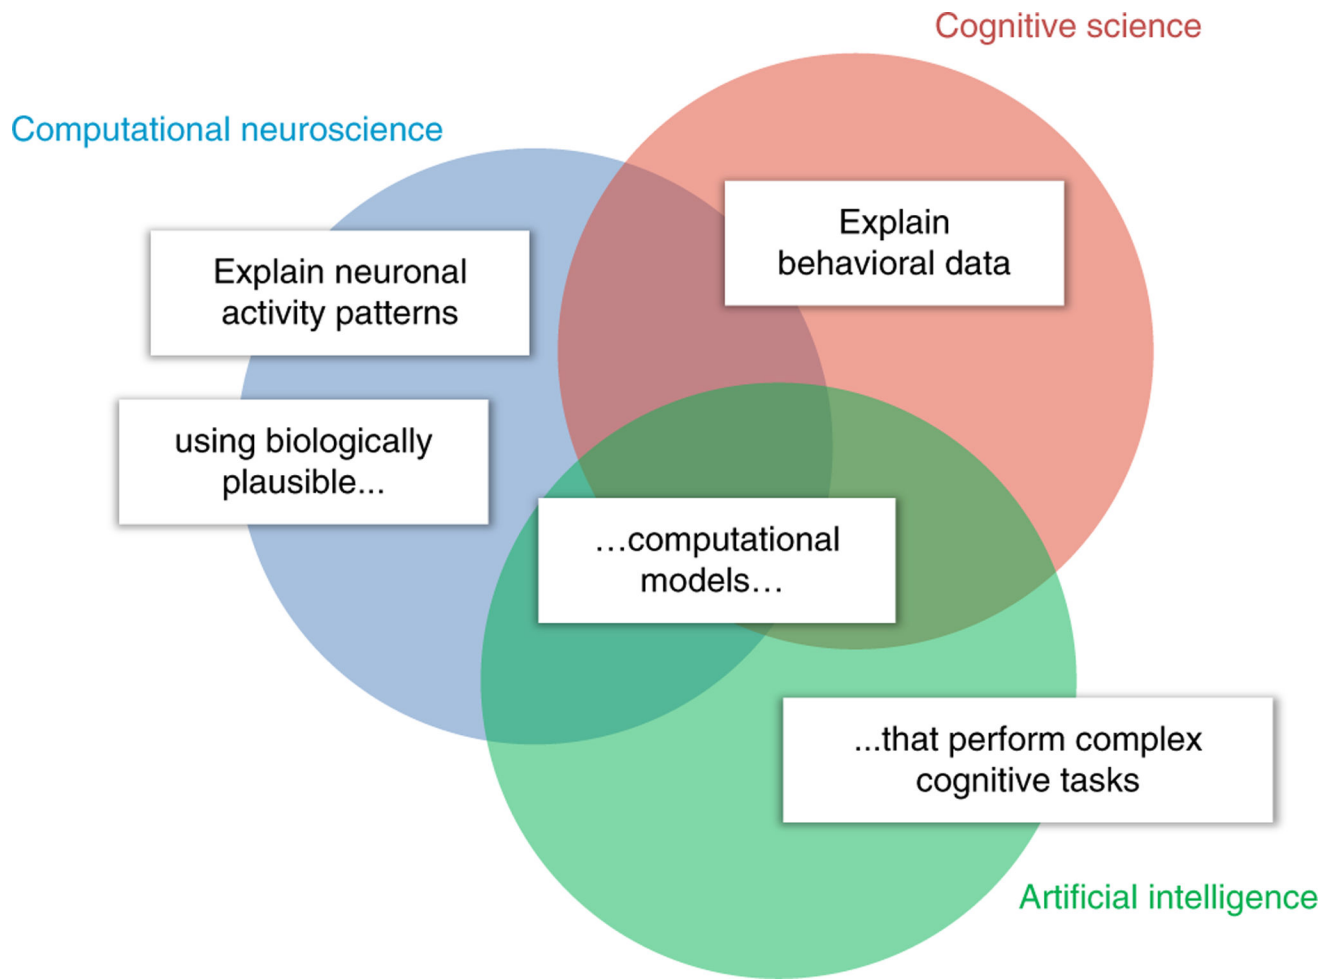 Cognitive science
Computational neuroscience
Explain
behavioral data
Explain neuronal
activity patterns
using biologically
plausible...
…computational
models…
...that perform complex
cognitive tasks
Artificial intelligence